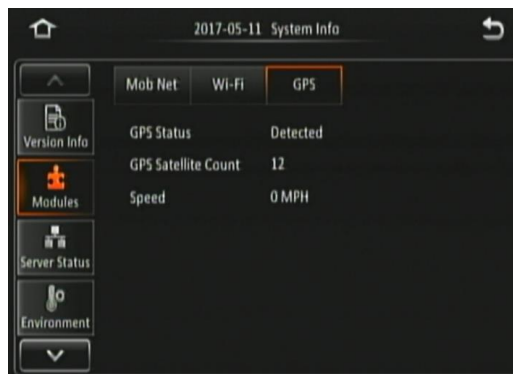 2017-05-11 System Info
Mob Net Wi-Fi GPS
Version Info
GPS Status Detected
GPS Satellite Count 12
Modules
Speed 0 MPH
Server Status
Environment